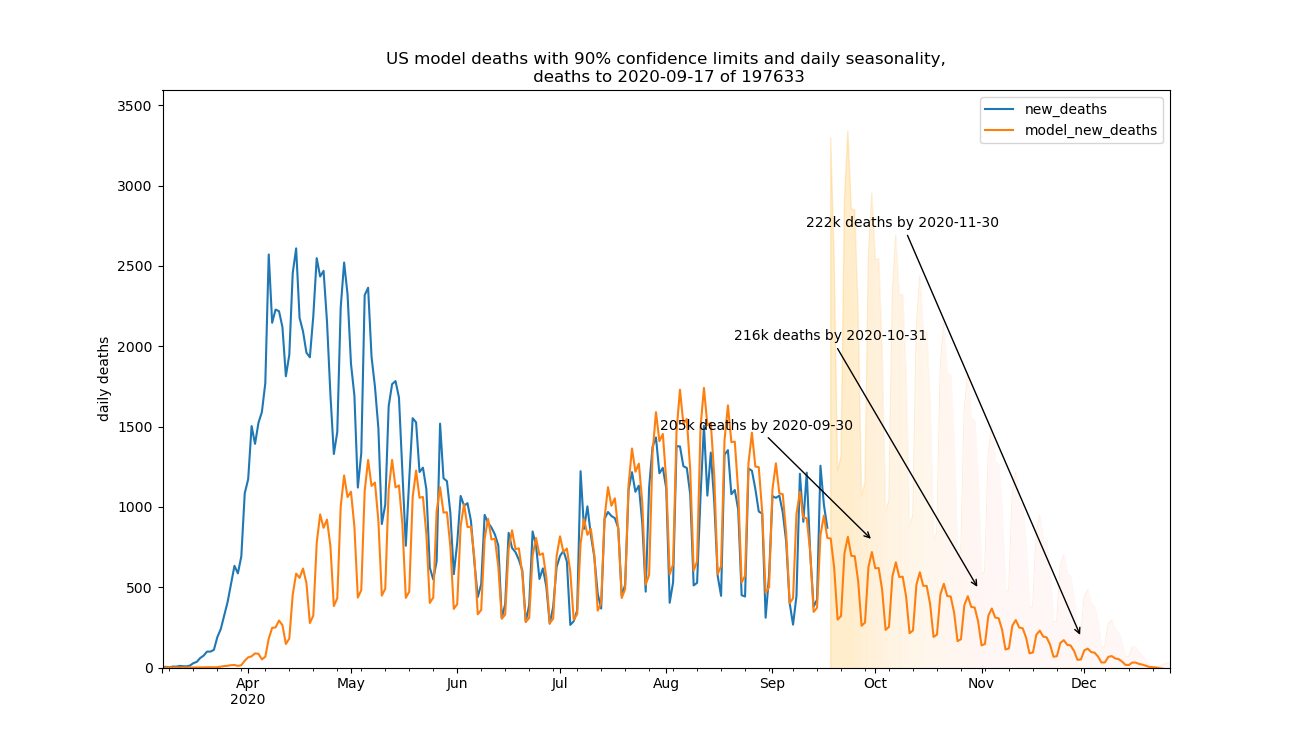 US model deaths with 90% confidence limits and daily seasonality,
deaths to 2020-09-17 of 197633
new_deaths
model_new_deaths
3500
3000
2500
2000
1500
1000
500
0
daily deaths
222k deaths by 2020-11-30
216k deaths by 2020-10-31
205k deaths by 2020-09-30
Apr May Jun Jul Aug Sep Oct Nov Dec
2020